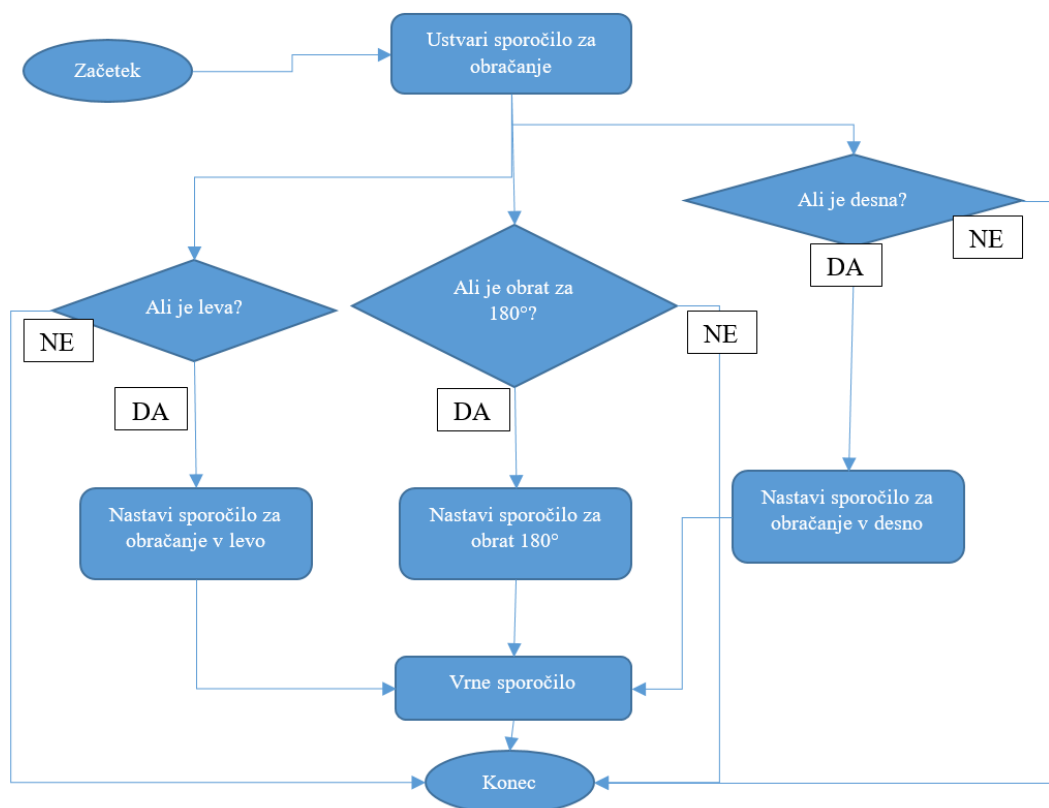 Začetek
Ustvari sporočilo za
obračanje
Ali je desna?
NE
DA
Ali je leva?
NE
DA
Ali je obrat za
180°?
NE
DA
Nastavi sporočilo za
obračanje v levo
Nastavi sporočilo za
obrat 180°
Nastavi sporočilo za
obračanje v desno
Vrne sporočilo
Konec